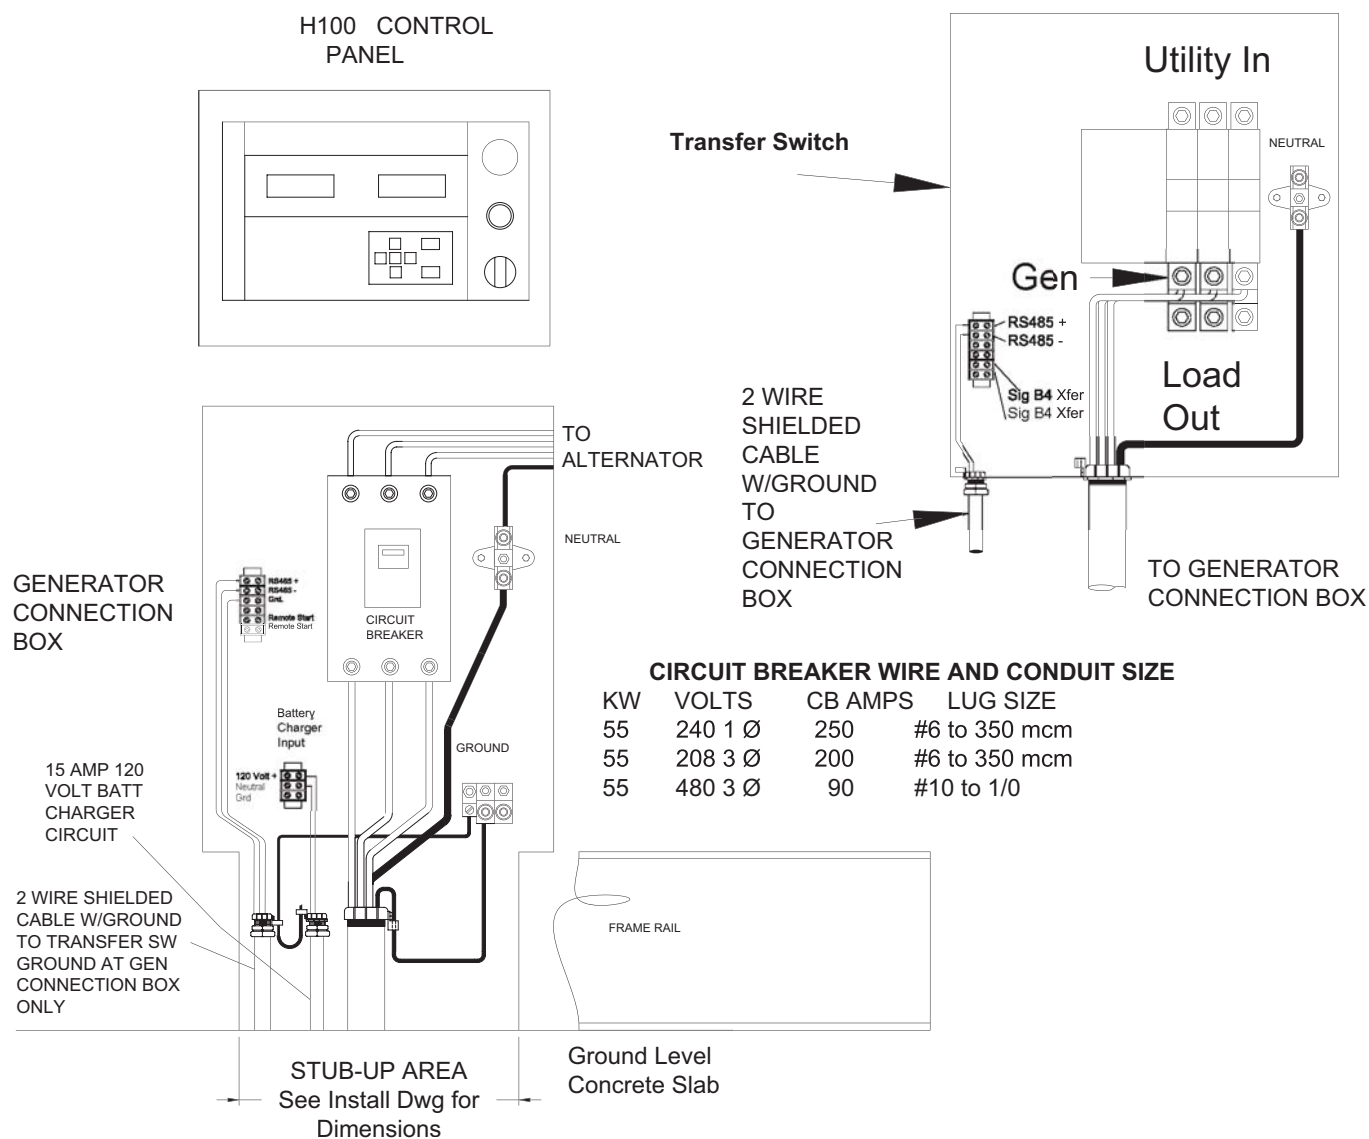 H100 CONTROL
PANEL
Utility In
Transfer Switch
NEUTRAL
Gen
RS485 +
RS485 -
Load
Out
Sig B4 Xfer
Sig B4 Xfer
2 WIRE
SHIELDED
CABLE
W/GROUND
TO
GENERATOR
CONNECTION
BOX
TO GENERATOR
CONNECTION BOX
TO
ALTERNATOR
NEUTRAL
GENERATOR
CONNECTION
BOX
RS485 +
RS485 -
Grd.
Remote Start
Remote Start
CIRCUIT
BREAKER
Battery
Charger
Input
120 Volt +
Neutral
Grd
GROUND
15 AMP 120
VOLT BATT
CHARGER
CIRCUIT
2 WIRE SHIELDED
CABLE W/GROUND
TO TRANSFER SW
GROUND AT GEN
CONNECTION BOX
ONLY
CIRCUIT BREAKER WIRE AND CONDUIT SIZE
KW VOLTS CB AMPS LUG SIZE
55 240 1 Ø 250 #6 to 350 mcm
55 208 3 Ø 200 #6 to 350 mcm
55 480 3 Ø 90 #10 to 1/0
FRAME RAIL
STUB-UP AREA
See Install Dwg for
Dimensions
Ground Level
Concrete Slab